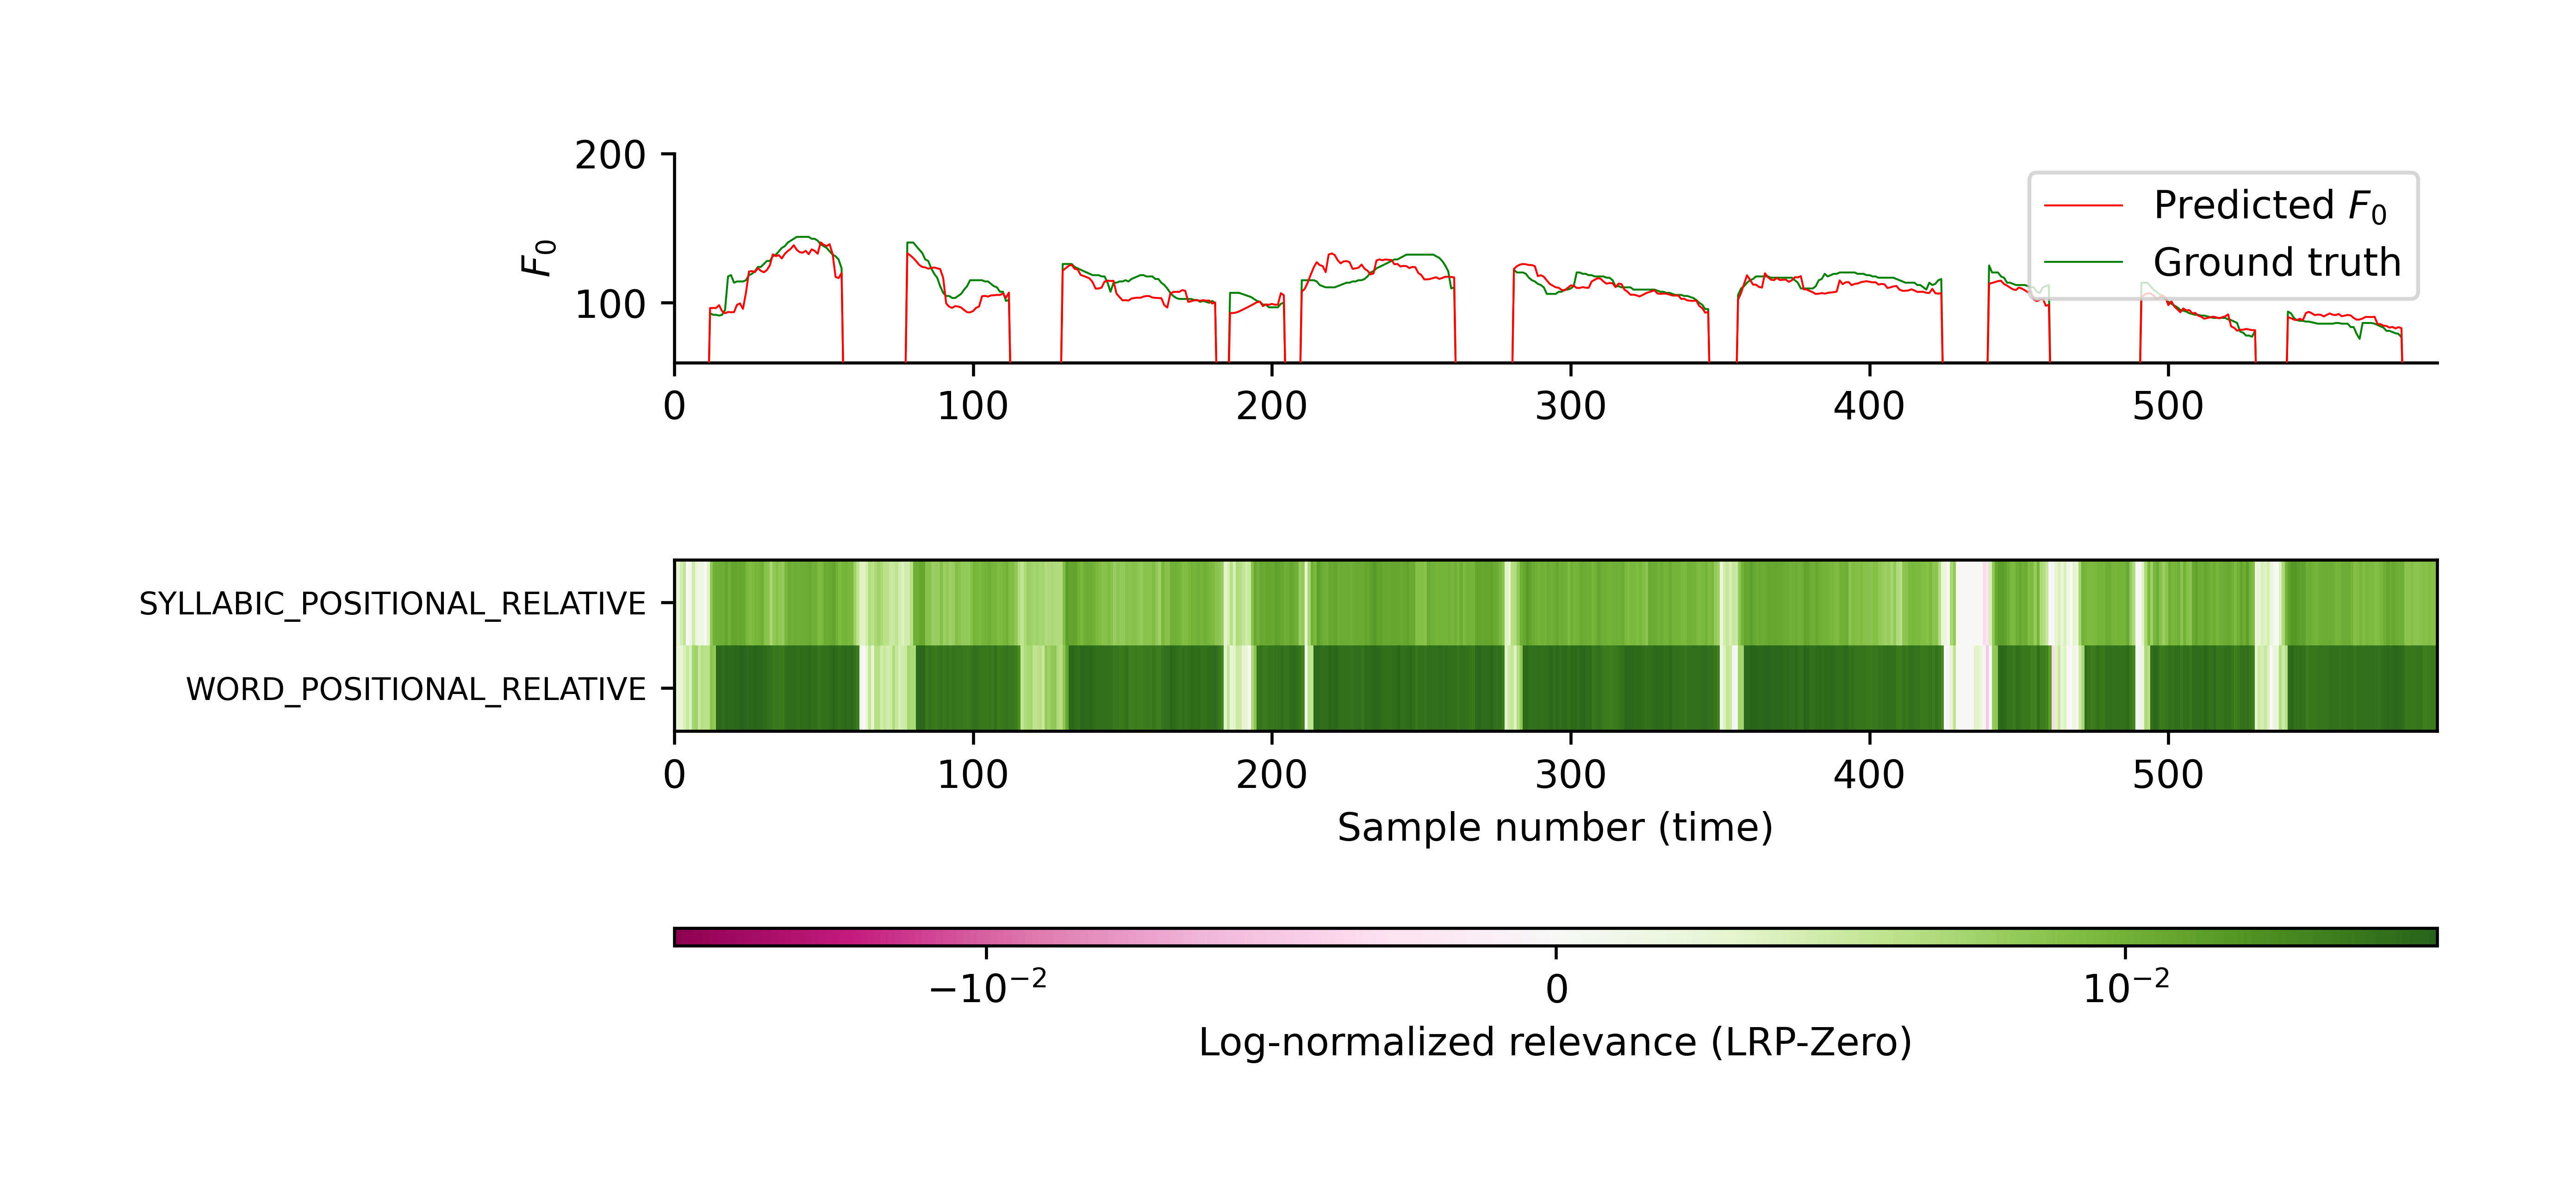 200
100
F₀
Predicted F₀
Ground truth
0 100 200 300 400 500
SYLLABIC_POSITIONAL_RELATIVE
WORD_POSITIONAL_RELATIVE
0 100 200 300 400 500
Sample number (time)
−10⁻² 0 10⁻²
Log-normalized relevance (LRP-Zero)